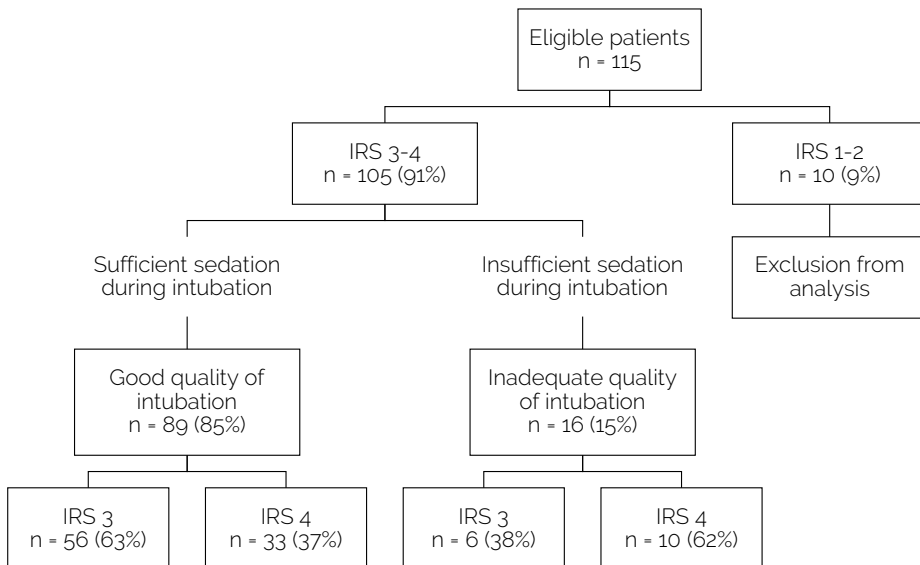 Eligible patients
n = 115
IRS 3-4
n = 105 (91%)
IRS 1-2
n = 10 (9%)
Sufficient sedation
during intubation
Insufficient sedation
during intubation
Exclusion from
analysis
Good quality of
intubation
n = 89 (85%)
Inadequate quality
of intubation
n = 16 (15%)
IRS 3
n = 56 (63%)
IRS 4
n = 33 (37%)
IRS 3
n = 6 (38%)
IRS 4
n = 10 (62%)